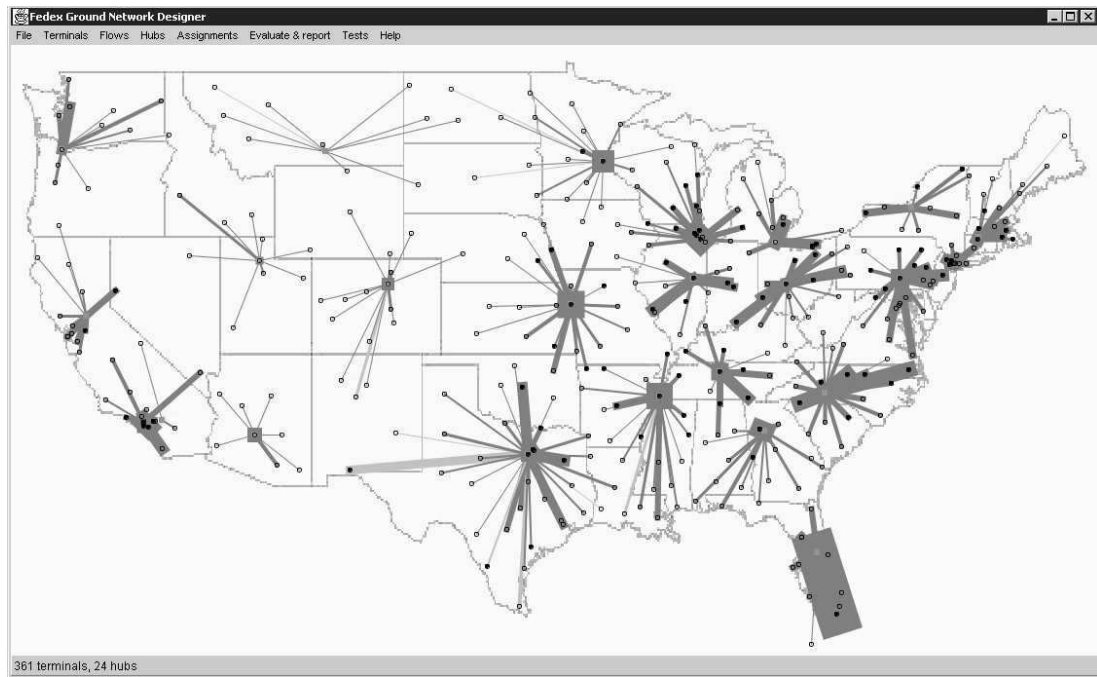 Fedex Ground Network Designer
File Terminals Flows Hubs Assignments Evaluate & report Tests Help
361 terminals, 24 hubs